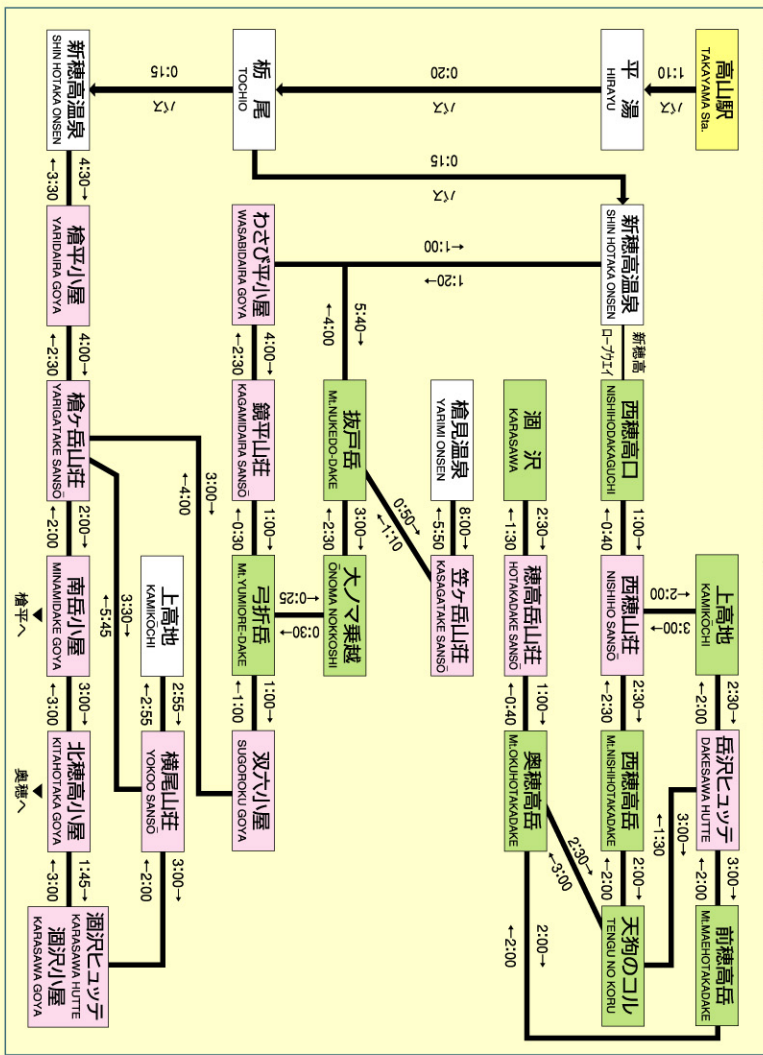 高山駅
TAKAYAMA Sta.
1:10
バス
平湯
HIRAYU
0:20
バス
栃尾
TOCHIO
0:15
バス
新穂高温泉
SHIN HOTAKA ONSEN
0:15
バス
新穂高温泉
SHIN HOTAKA ONSEN
新穂高
ロープウエイ
西穂高口
NISHIHODAKAGUCHI
1:00→
←0:40
西穂山荘
NISHIHO SANSŌ
←2:00
3:00→
上高地
KAMIKŌCHI
2:30→
←2:00
岳沢ヒュッテ
DAKESAWA HUTTE
3:00→
←2:00
前穂高岳
Mt.MAEHOTAKADAKE
2:30→
←2:30
西穂高岳
Mt.NISHIHOTAKADAKE
2:00→
←2:00
天狗のコル
TENGU NO KORU
3:00→
←1:30
涸沢
KARASAWA
2:30→
←1:30
穂高岳山荘
HOTAKADAKE SANSŌ
1:00→
←0:40
奥穂高岳
Mt.OKUHOTAKADAKE
2:30→
←3:00
2:00→
←2:00
槍見温泉
YARIMI ONSEN
8:00→
←5:50
笠ヶ岳山荘
KASAGATAKE SANSŌ
←1:00
1:20→
5:40→
←4:00
抜戸岳
Mt.NUKEDO-DAKE
0:50→
←1:10
3:00→
←2:30
大ノマ乗越
ŌNOMA NOKKOSHI
←0:25
0:30→
わさび平小屋
WASABIDAIRA GOYA
4:00→
←2:30
鏡平山荘
KAGAMIDAIRA SANSŌ
1:00→
←0:30
弓折岳
Mt.YUMIORE-DAKE
1:00→
←1:00
双六小屋
SUGOROKU GOYA
3:00→
←4:00
上高地
KAMIKŌCHI
2:55→
←2:55
横尾山荘
YOKOO SANSŌ
3:00→
←2:00
3:30→
←5:45
4:30→
←3:30
槍平小屋
YARIDAIRA GOYA
4:00→
←2:30
槍ヶ岳山荘
YARIGATAKE SANSŌ
2:00→
←2:00
南岳小屋
MINAMIDAKE GOYA
3:00→
←3:00
北穂高小屋
KITAHOTAKA GOYA
1:45→
←3:00
涸沢ヒュッテ
KARASAWA HUTTE
涸沢小屋
KARASAWA GOYA
槍平へ
奥穂へ